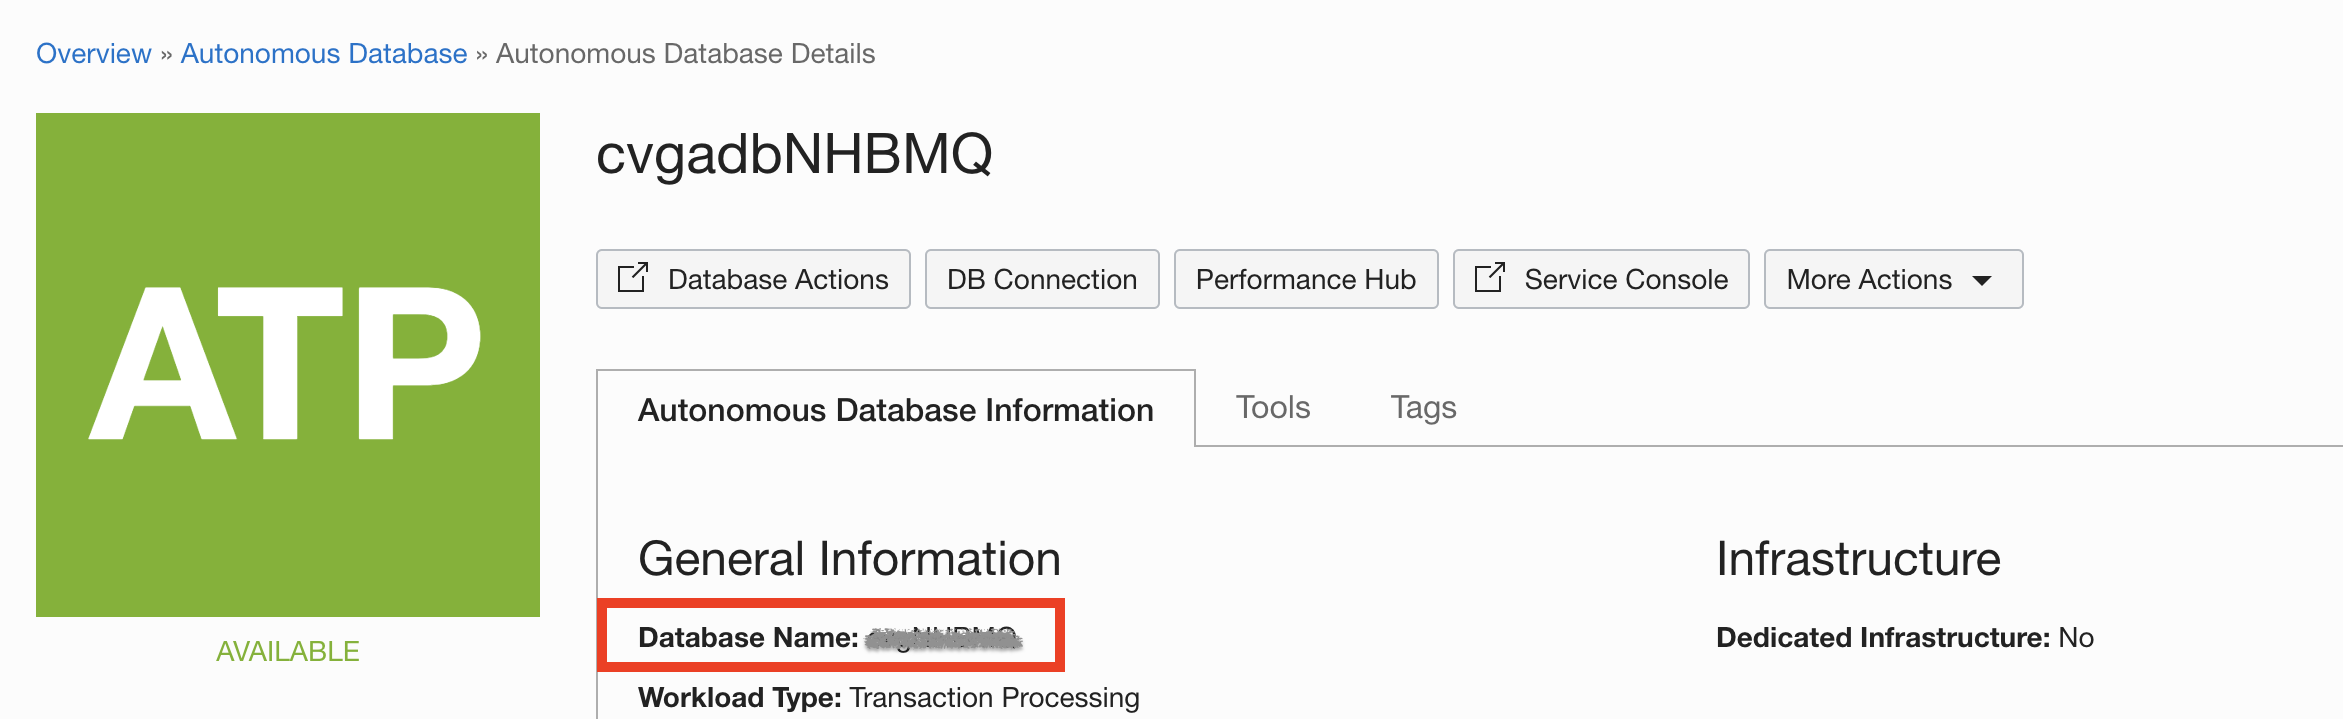 Overview » Autonomous Database » Autonomous Database Details
ATP
AVAILABLE
cvgadbNHBMQ
Database Actions
DB Connection
Performance Hub
Service Console
More Actions
Autonomous Database Information
Tools
Tags
General Information
Database Name:
Workload Type: Transaction Processing
Infrastructure
Dedicated Infrastructure: No